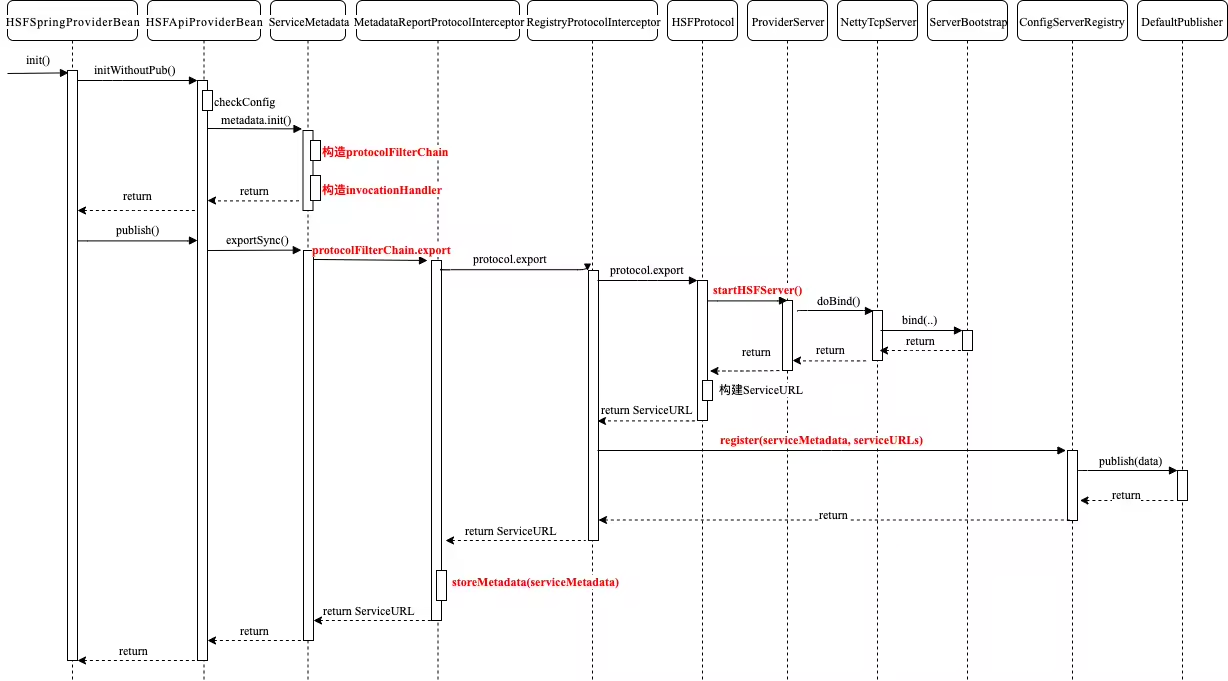 HSFSpringProviderBean
HSFApiProviderBean
ServiceMetadata
MetadataReportProtocolInterceptor
RegistryProtocolInterceptor
HSFProtocol
ProviderServer
NettyTcpServer
ServerBootstrap
ConfigServerRegistry
DefaultPublisher
init()
initWithoutPub()
checkConfig
metadata.init()
构造protocolFilterChain
构造invocationHandler
return
return
publish()
exportSync()
protocolFilterChain.export
protocol.export
protocol.export
startHSFServer()
doBind()
bind(..)
return
return
return
构建ServiceURL
return ServiceURL
register(serviceMetadata, serviceURLs)
publish(data)
return
return
return ServiceURL
storeMetadata(serviceMetadata)
return ServiceURL
return
return